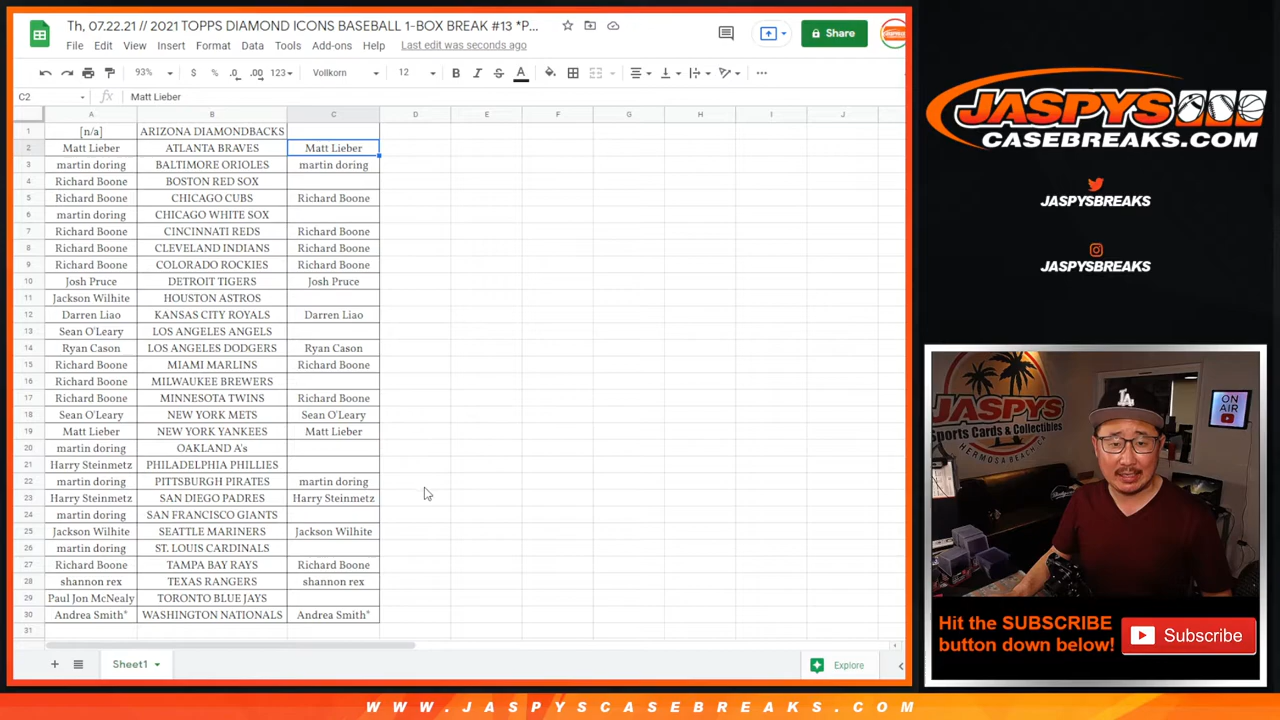 Th, 07.22.21 // 2021 TOPPS DIAMOND ICONS BASEBALL 1-BOX BREAK #13 *P...
File Edit View Insert Format Data Tools Add-ons Help Last edit was seconds ago
Share
93% $ % .0 .00 123 Vollkorn 12 B I S A
C2 fx Matt Lieber
A B C D E F G H I J
1 [n/a] ARIZONA DIAMONDBACKS
2 Matt Lieber ATLANTA BRAVES Matt Lieber
3 martin doring BALTIMORE ORIOLES martin doring
4 Richard Boone BOSTON RED SOX
5 Richard Boone CHICAGO CUBS Richard Boone
6 martin doring CHICAGO WHITE SOX
7 Richard Boone CINCINNATI REDS Richard Boone
8 Richard Boone CLEVELAND INDIANS Richard Boone
9 Richard Boone COLORADO ROCKIES Richard Boone
10 Josh Pruce DETROIT TIGERS Josh Pruce
11 Jackson Wilhite HOUSTON ASTROS
12 Darren Liao KANSAS CITY ROYALS Darren Liao
13 Sean O'Leary LOS ANGELES ANGELS
14 Ryan Cason LOS ANGELES DODGERS Ryan Cason
15 Richard Boone MIAMI MARLINS Richard Boone
16 Richard Boone MILWAUKEE BREWERS
17 Richard Boone MINNESOTA TWINS Richard Boone
18 Sean O'Leary NEW YORK METS Sean O'Leary
19 Matt Lieber NEW YORK YANKEES Matt Lieber
20 martin doring OAKLAND A's
21 Harry Steinmetz PHILADELPHIA PHILLIES
22 martin doring PITTSBURGH PIRATES martin doring
23 Harry Steinmetz SAN DIEGO PADRES Harry Steinmetz
24 martin doring SAN FRANCISCO GIANTS
25 Jackson Wilhite SEATTLE MARINERS Jackson Wilhite
26 martin doring ST. LOUIS CARDINALS
27 Richard Boone TAMPA BAY RAYS Richard Boone
28 shannon rex TEXAS RANGERS shannon rex
29 Paul Jon McNealy TORONTO BLUE JAYS
30 Andrea Smith* WASHINGTON NATIONALS Andrea Smith*
31
Sheet1
Explore
JASPYS
CASEBREAKS.COM
JASPYSBREAKS
JASPYSBREAKS
JASPYS
Sports Cards & Collectibles
HERMOSA BEACH, CA
ON AIR
LA
Hit the SUBSCRIBE
button down below!
Subscribe
WWW.JASPYSCASEBREAKS.COM